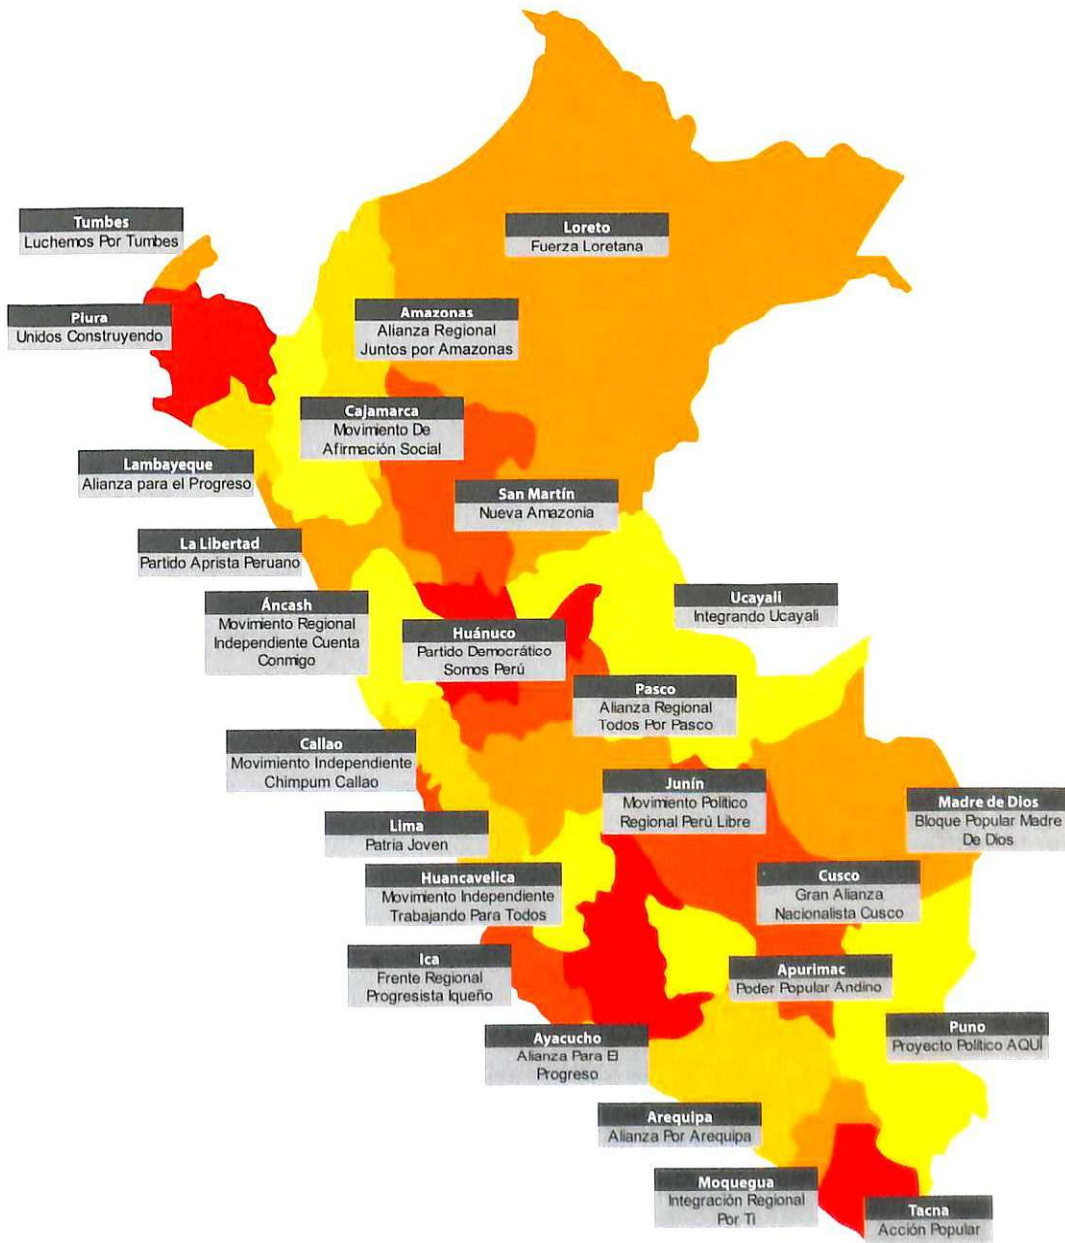 Tumbes
Luchemos Por Tumbes
Loreto
Fuerza Loretana
Piura
Unidos Construyendo
Amazonas
Alianza Regional
Juntos por Amazonas
Cajamarca
Movimiento De
Afirmación Social
Lambayeque
Alianza para el Progreso
San Martín
Nueva Amazonia
La Libertad
Partido Aprista Peruano
Áncash
Movimiento Regional
Independiente Cuenta
Conmigo
Ucayali
Integrando Ucayali
Huánuco
Partido Democrático
Somos Perú
Pasco
Alianza Regional
Todos Por Pasco
Callao
Movimiento Independiente
Chimpum Callao
Junín
Movimiento Político
Regional Perú Libre
Madre de Dios
Bloque Popular Madre
De Dios
Lima
Patria Joven
Huancavelica
Movimiento Independiente
Trabajando Para Todos
Cusco
Gran Alianza
Nacionalista Cusco
Ica
Frente Regional
Progresista Iqueño
Apurimac
Poder Popular Andino
Puno
Proyecto Político AQUÍ
Ayacucho
Alianza Para El
Progreso
Arequipa
Alianza Por Arequipa
Moquegua
Integración Regional
Por Ti
Tacna
Acción Popular